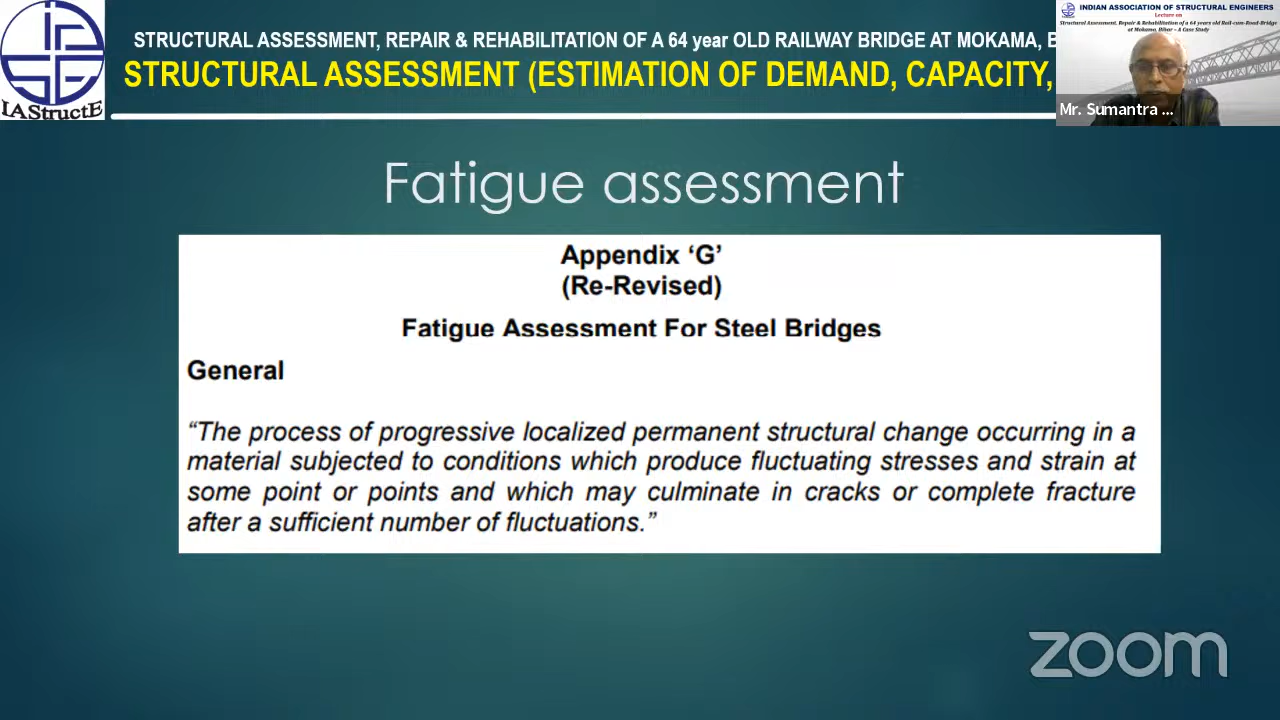 INDIAN ASSOCIATION OF STRUCTURAL ENGINEERS
Lecture on
Structural Assessment, Repair & Rehabilitation of a 64 years old Rail-cum-Road-Bridge
at Mokama, Bihar – A Case Study
STRUCTURAL ASSESSMENT, REPAIR & REHABILITATION OF A 64 year OLD RAILWAY BRIDGE AT MOKAMA, B
STRUCTURAL ASSESSMENT (ESTIMATION OF DEMAND, CAPACITY,
IAStructE
Mr. Sumantra ...
Fatigue assessment
Appendix ‘G’
(Re-Revised)
Fatigue Assessment For Steel Bridges
General
“The process of progressive localized permanent structural change occurring in a
material subjected to conditions which produce fluctuating stresses and strain at
some point or points and which may culminate in cracks or complete fracture
after a sufficient number of fluctuations.”
zoom